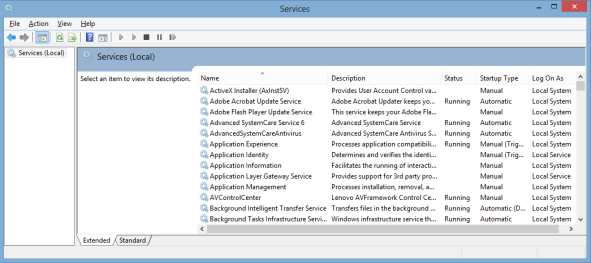 Services
File Action View Help
Services (Local)
Services (Local)
Select an item to view its description.
Name Description Status Startup Type Log On As
ActiveX Installer (AxInstSV) Provides User Account Control va... Manual Local System
Adobe Acrobat Update Service Adobe Acrobat Updater keeps yo... Running Automatic Local System
Adobe Flash Player Update Service This service keeps your Adobe Fla... Manual Local System
Advanced SystemCare Service 6 Advanced SystemCare Service Running Automatic Local System
AdvancedSystemCareAntivirus Advanced SystemCare Antivirus S... Running Automatic Local System
Application Experience Processes application compatibili... Running Manual (Trig... Local System
Application Identity Determines and verifies the identi... Manual (Trig... Local Service
Application Information Facilitates the running of interacti... Manual Local System
Application Layer Gateway Service Provides support for 3rd party pro... Manual Local Service
Application Management Processes installation, removal, a... Manual Local System
AVControlCenter Lenovo AVFramework Control Ce... Running Manual Local System
Background Intelligent Transfer Service Transfers files in the background ... Running Automatic (D... Local System
Background Tasks Infrastructure Servi... Windows infrastructure service th... Running Automatic Local System
Extended Standard